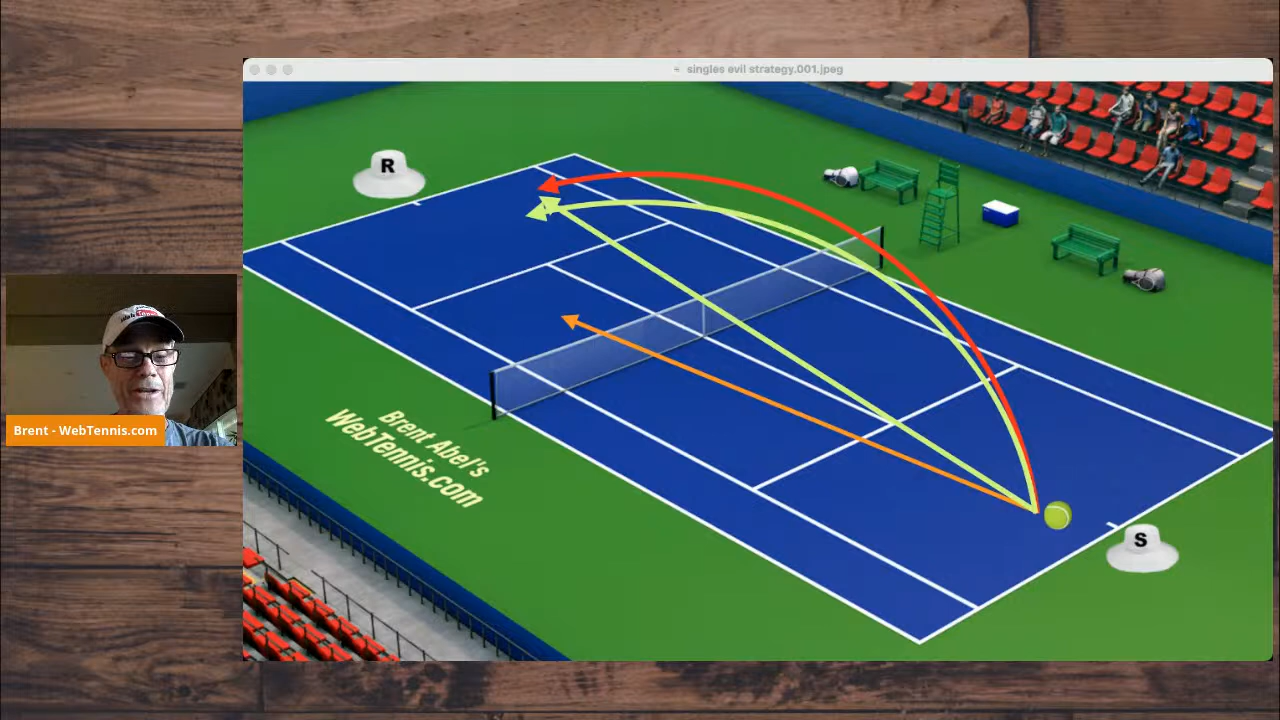 singles evil strategy.001.jpeg
R
Brent - WebTennis.com
Brent Abel's
WebTennis.com
S